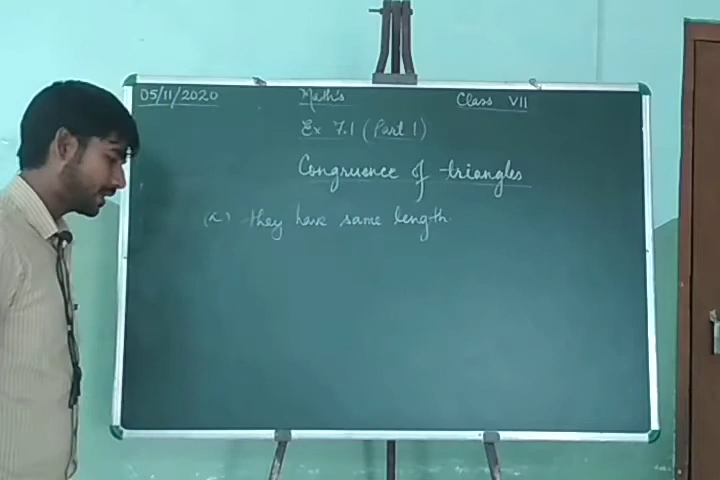 05/11/2020 Math's Class VII
Ex 7.1 (Part 1)
Congruence of triangles
they have same length.